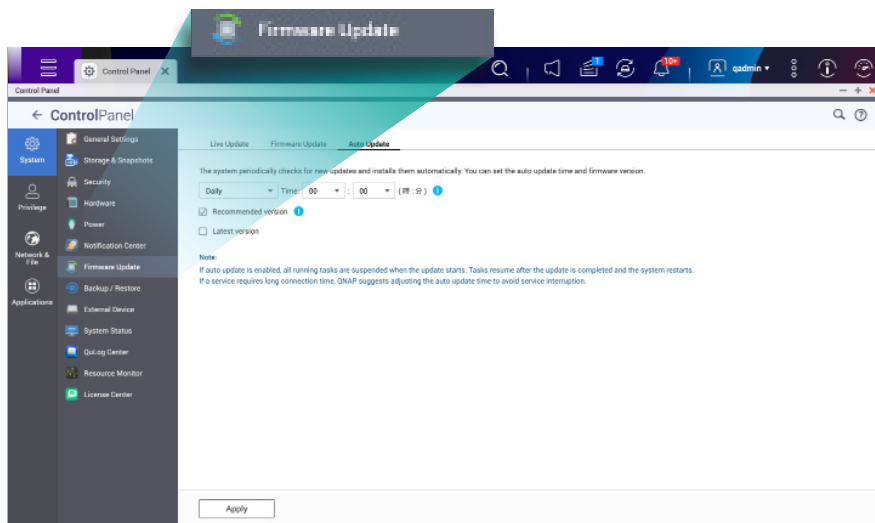 Firmware Update
Control Panel
1
10+
qadmin
Control Panel
ControlPanel
System
Privilege
Network & File
Applications
General Settings
Storage & Snapshots
Security
Hardware
Power
Notification Center
Firmware Update
Backup / Restore
External Device
System Status
QuLog Center
Resource Monitor
License Center
Live Update Firmware Update Auto Update
The system periodically checks for new updates and installs them automatically. You can set the auto update time and firmware version.
Daily Time: 00 : 00 (時 : 分)
Recommended version
Latest version
Note:
If auto update is enabled, all running tasks are suspended when the update starts. Tasks resume after the update is completed and the system restarts.
If a service requires long connection time, QNAP suggests adjusting the auto update time to avoid service interruption.
Apply